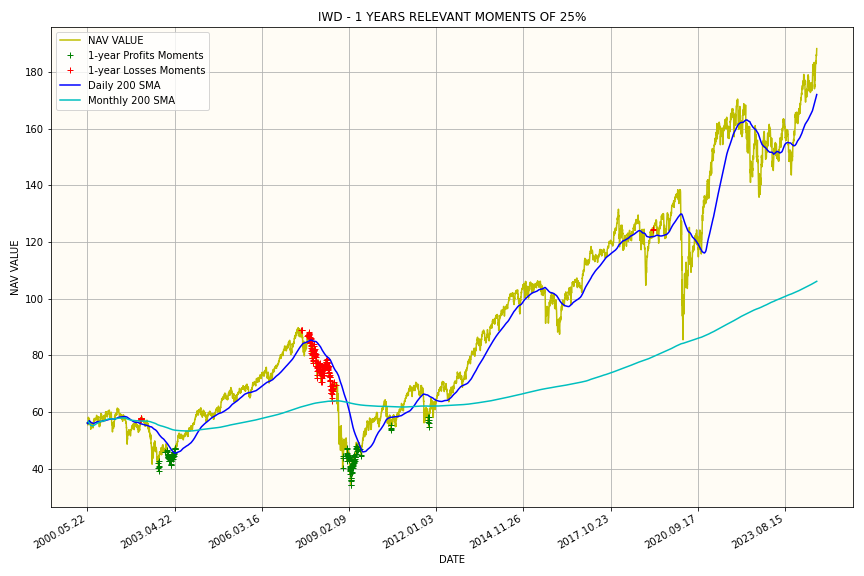 IWD - 1 YEARS RELEVANT MOMENTS OF 25%
NAV VALUE
1-year Profits Moments
1-year Losses Moments
Daily 200 SMA
Monthly 200 SMA
NAV VALUE
180
160
140
120
100
80
60
40
2000.05.22
2003.04.22
2006.03.16
2009.02.09
2012.01.03
2014.11.26
2017.10.23
2020.09.17
2023.08.15
DATE